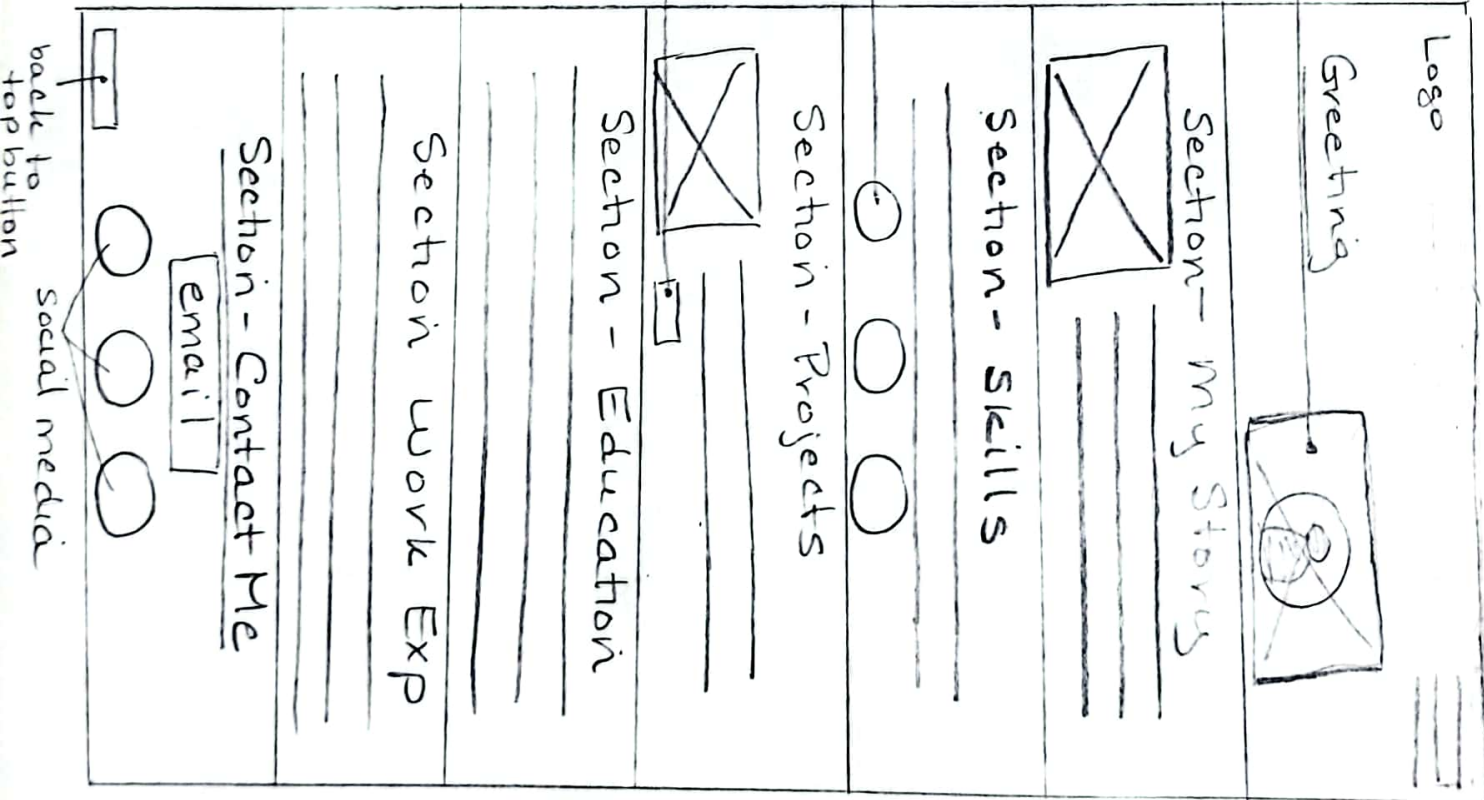 Logo
Greeting
Section - My Story
Section - Skills
Section - Projects
Section - Education
Section Work Exp
Section - Contact Me
email
social media
back to
top button